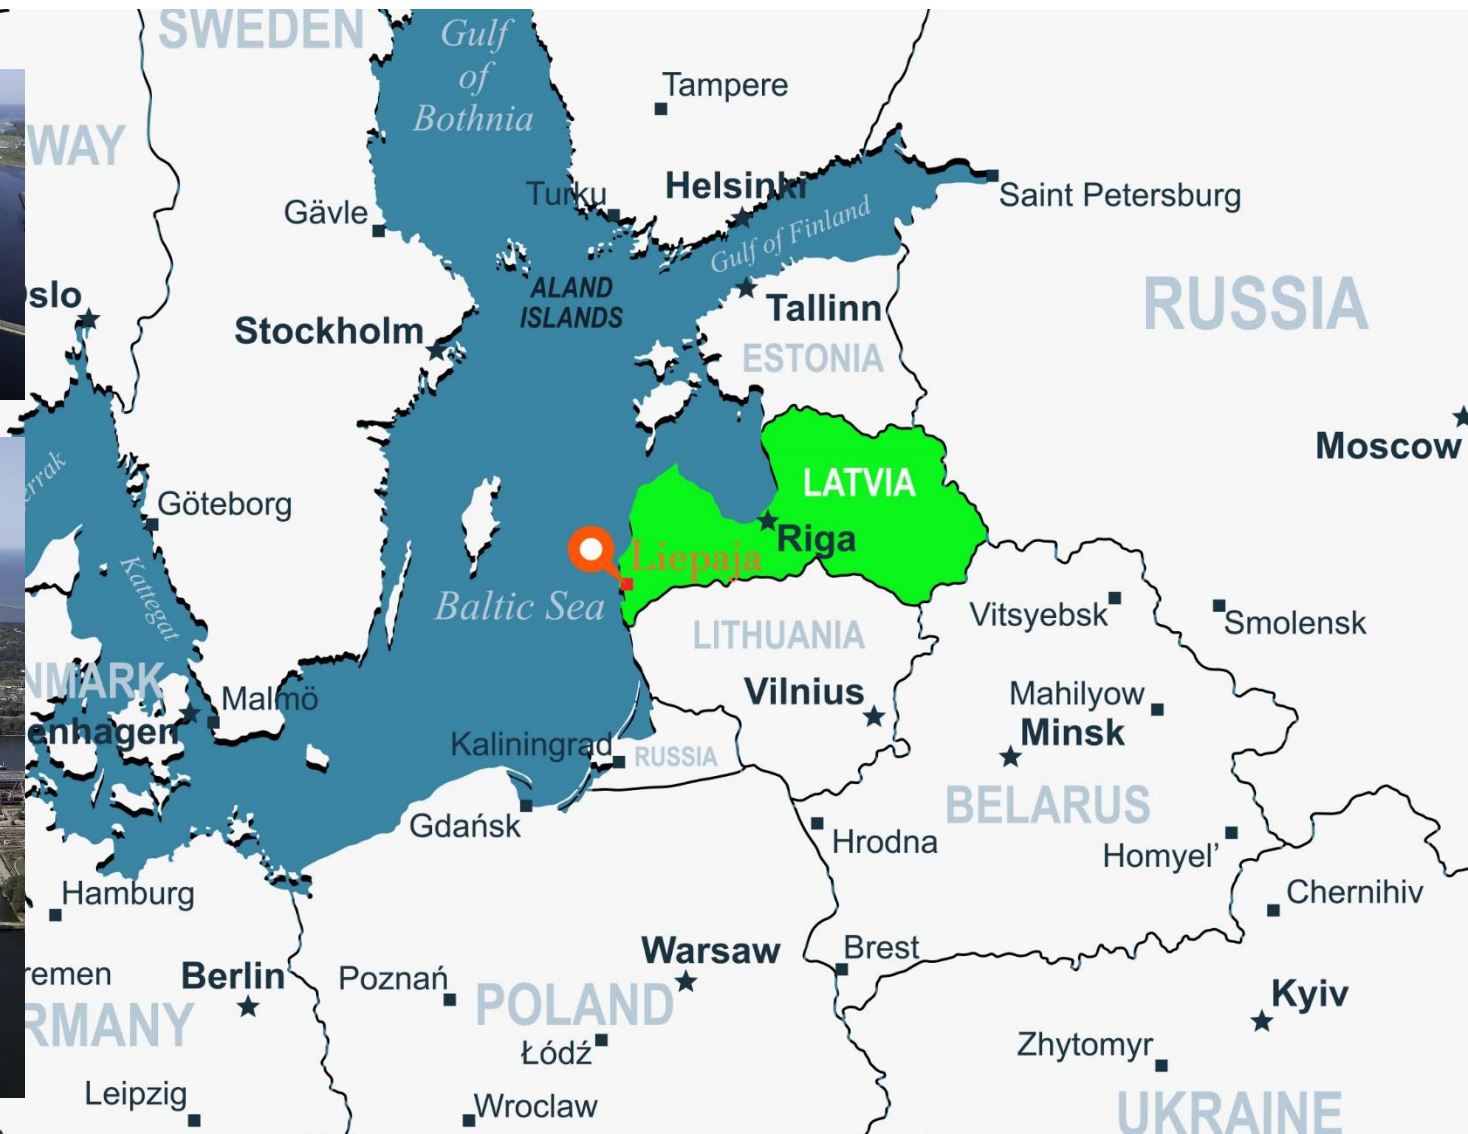 SWEDEN
Gulf
of
Bothnia
Tampere
WAY
Turku
Helsinki
Saint Petersburg
Gävle
Gulf of Finland
slo
ALAND
ISLANDS
Tallinn
RUSSIA
Stockholm
ESTONIA
Moscow
errak
LATVIA
Göteborg
Riga
Liepaja
Kattegat
Baltic Sea
Vitsyebsk
Smolensk
LITHUANIA
NMARK
Malmö
Vilnius
Mahilyow
enhagen
Minsk
Kaliningrad
RUSSIA
BELARUS
Gdańsk
Hrodna
Homyel’
Hamburg
Chernihiv
Warsaw
Brest
remen
Berlin
Poznań
Kyiv
RMANY
POLAND
Łódź
Zhytomyr
Leipzig
Wroclaw
UKRAINE